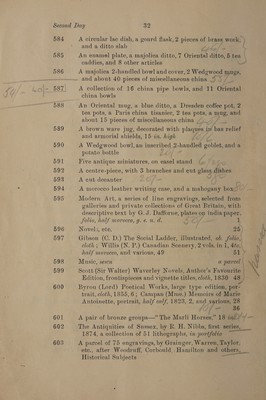 Second Day 32
584 A circular lac dish, a gourd flask, 2 pieces of brass work,
and a ditto slab
585 An enamel plate, a majolica ditto, 7 Oriental ditto, 5 tea
caddies, and 8 other articles
586 A majolica 2-handled bowl and cover, 2 Wedgwood mugs,
and about 46 pieces of miscellaneous china
587 A collection of 16 china pipe bowls, and 11 Oriental
china bowls
588 An Oriental mug, a blue ditto, a Dresden coffee pot, 2
tea pots, a Paris china tisanier, 2 tea pots, a mug, and
about 15 pieces of miscellaneous china
589 A brown ware jug, decorated with plaques in bas relief
and armorial shields, 15 in. high
590 A Wedgwood bowl, an inscribed 2-handled goblet, and a
potato bottle
591 Five antique miniatures, on easel stand
592 A centre-piece, with 3 branches and cut glass dishes
593 A cut decanter
594 A morocco leather writing case, and a mahogany box
595 Modern Art, a series of line engravings, selected from
galleries and private collections of Great Britain, with
descriptive text by G. J. Dafforne, plates on india paper,
folio, half morocco, g. e. n. d. 1
596 Novels, etc. 25
597 Gibson (C. D.) The Social Ladder, illustrated, ob. folio,
cloth; Willis (N. P.) Canadian Scenery, 2 vols. in 1, 4to,
half morocco, and various, 49 51
598 Music, sewn a parcel
599 Scott (Sir Walter) Waverley Novels, Author's Favourite
Edition, frontispieces and vignette titles, cloth, 1830 48
600 Byron (Lord) Poetical Works, large type edition, por-
trait, cloth, 1855, 6; Campan (Mme.) Memoirs of Marie
Antoinette, portrait, half calf, 1823, 2, and various, 28
36
601 A pair of bronze groups—"The Marli Horses," 18 in.
602 The Antiquities of Sussex, by R. H. Nibbs, first series,
1874, a collection of 51 lithographs, in portfolio
603 A parcel of 75 engravings, by Grainger, Warren, Taylor,
etc., after Woodruff, Corbould Hamilton and others,
Historical Subjects